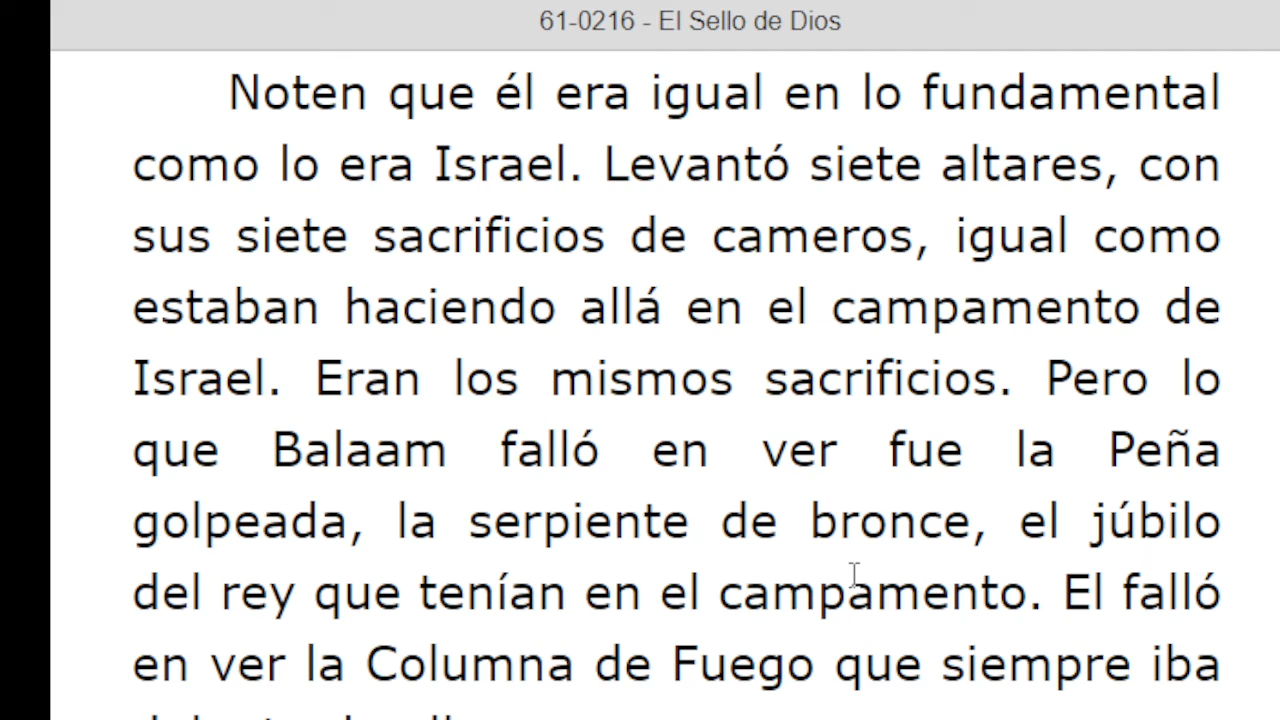 61-0216 - El Sello de Dios
Noten que él era igual en lo fundamental
como lo era Israel. Levantó siete altares, con
sus siete sacrificios de cameros, igual como
estaban haciendo allá en el campamento de
Israel. Eran los mismos sacrificios. Pero lo
que Balaam falló en ver fue la Peña
golpeada, la serpiente de bronce, el júbilo
del rey que tenían en el campamento. El falló
en ver la Columna de Fuego que siempre iba